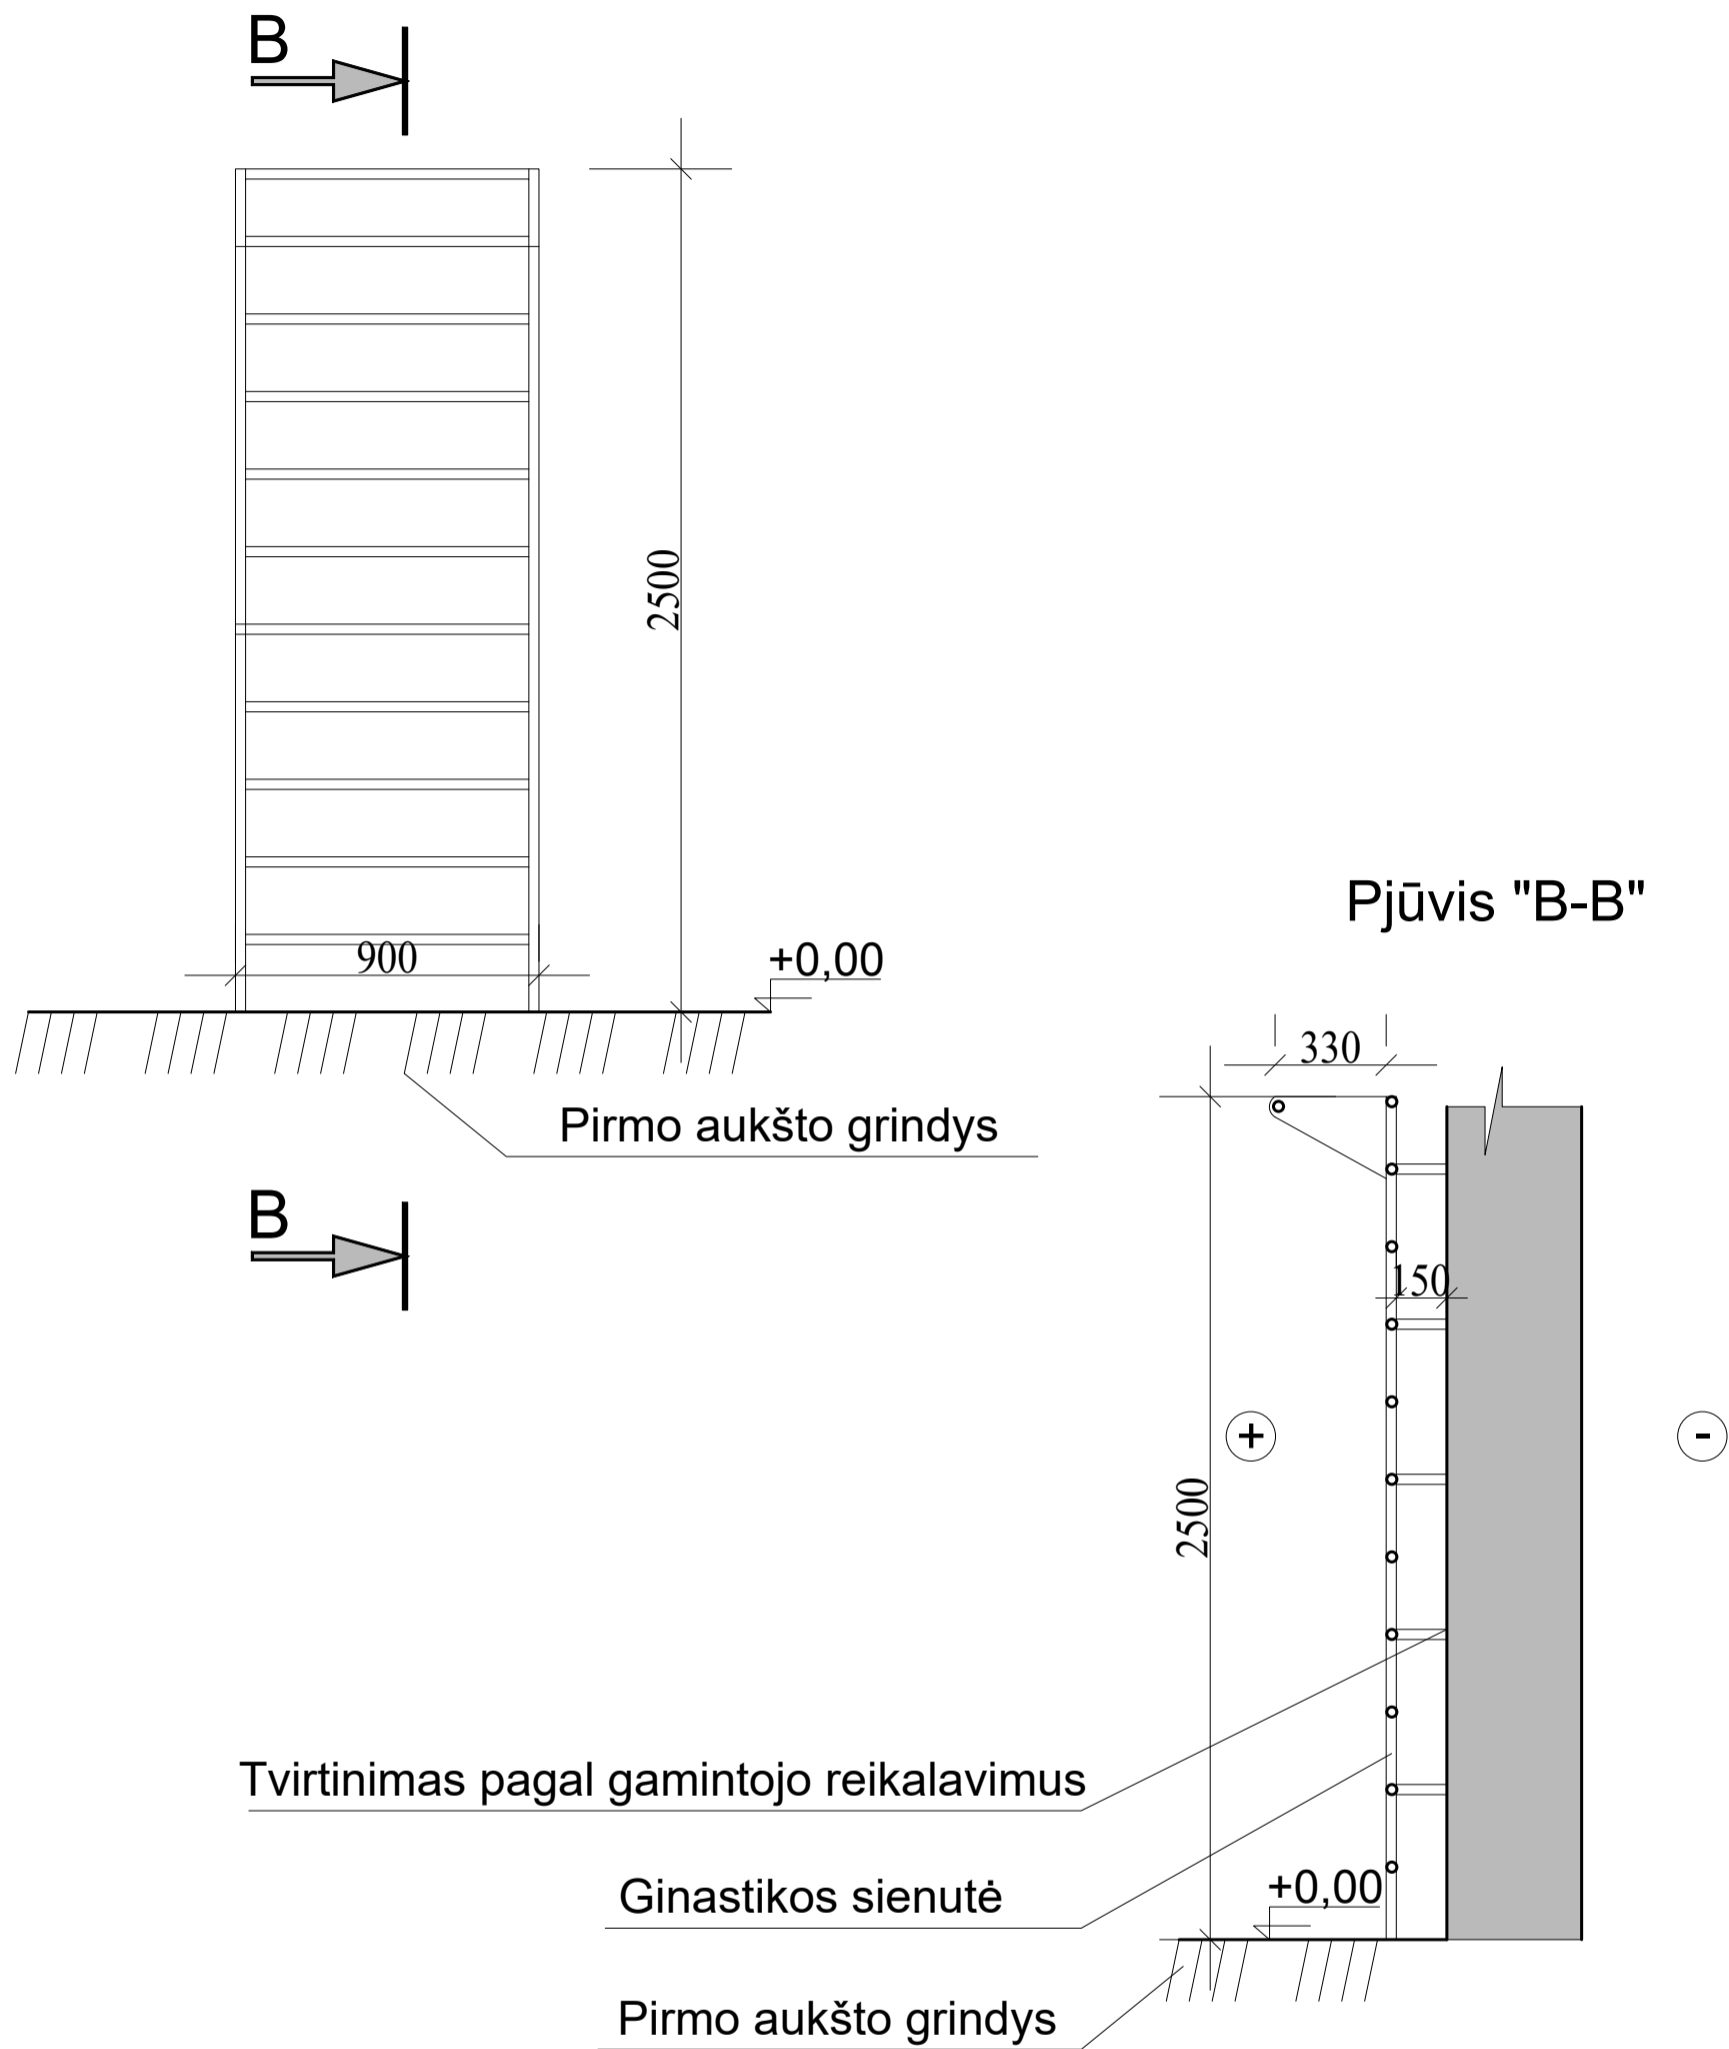 B
2500
900
+0,00
Pirmo aukšto grindys
B
Pjūvis "B-B"
330
150
+
-
2500
Tvirtinimas pagal gamintojo reikalavimus
Ginastikos sienutė
+0,00
Pirmo aukšto grindys